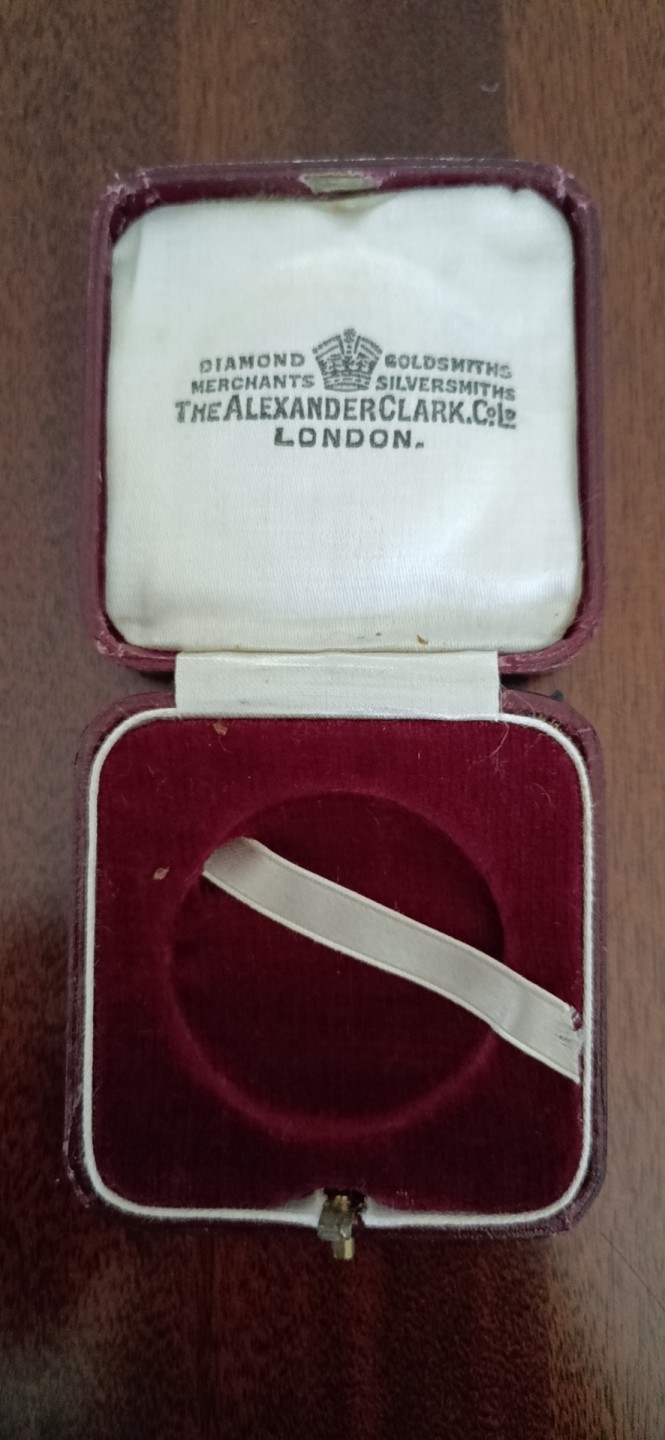 DIAMOND GOLDSMITHS
MERCHANTS SILVERSMITHS
THE ALEXANDER CLARK. Co. LD
LONDON.